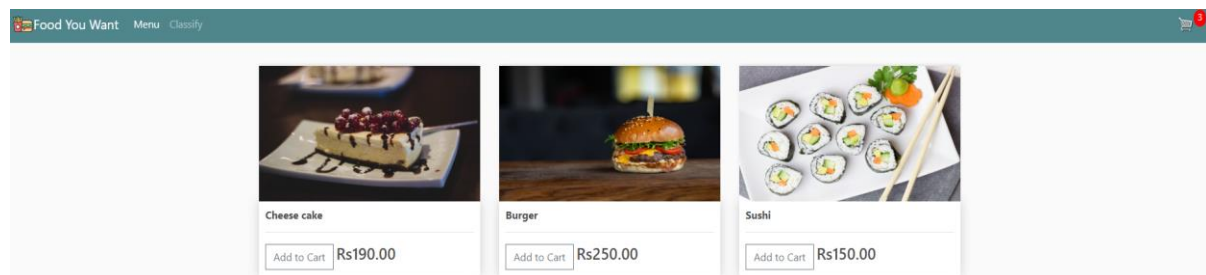 Food You Want Menu Classify 3
Cheese cake Burger Sushi
Add to Cart Rs190.00 Add to Cart Rs250.00 Add to Cart Rs150.00